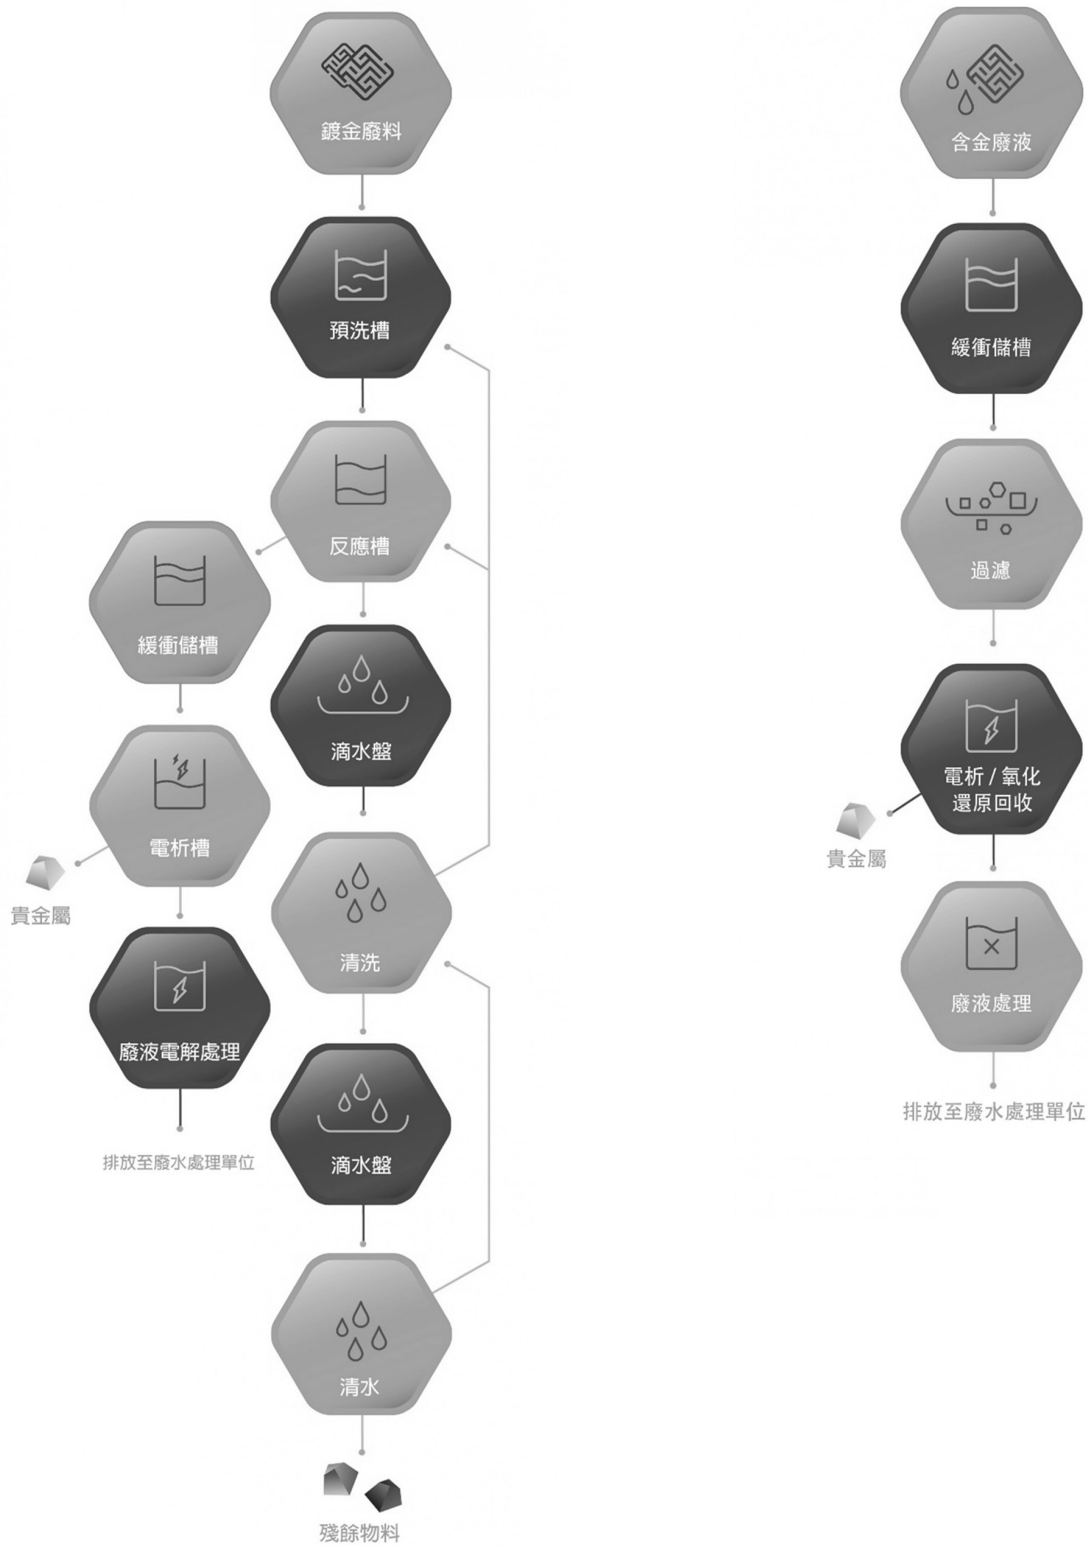 鍍金廢料
預洗槽
反應槽
緩衝儲槽
滴水盤
電析槽
貴金屬
清洗
廢液電解處理
滴水盤
排放至廢水處理單位
清水
殘餘物料
含金廢液
緩衝儲槽
過濾
電析 / 氧化
還原回收
貴金屬
廢液處理
排放至廢水處理單位